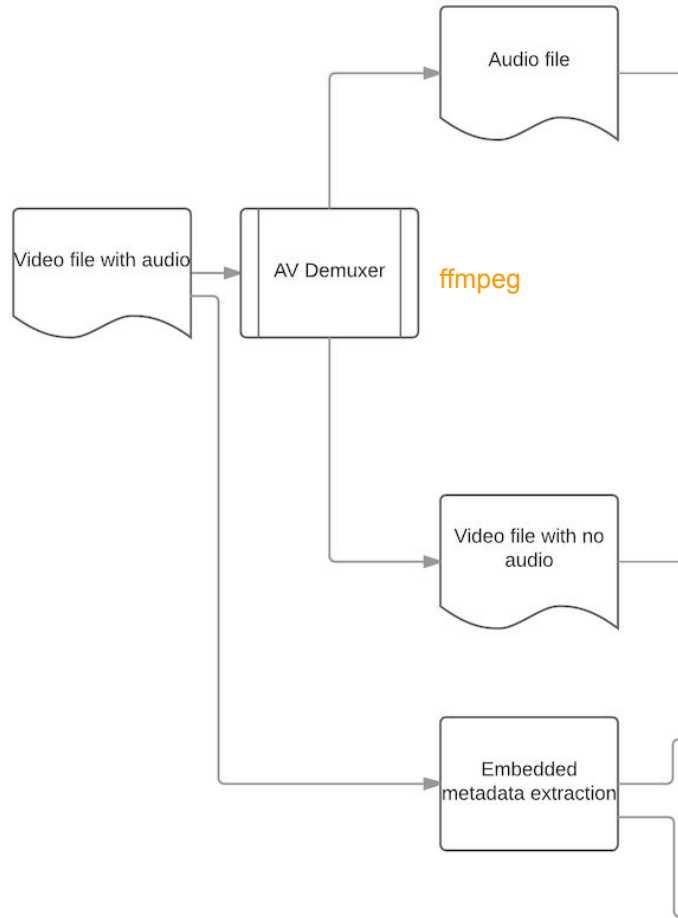 Audio file
Video file with audio
AV Demuxer
ffmpeg
Video file with no
audio
Embedded
metadata extraction